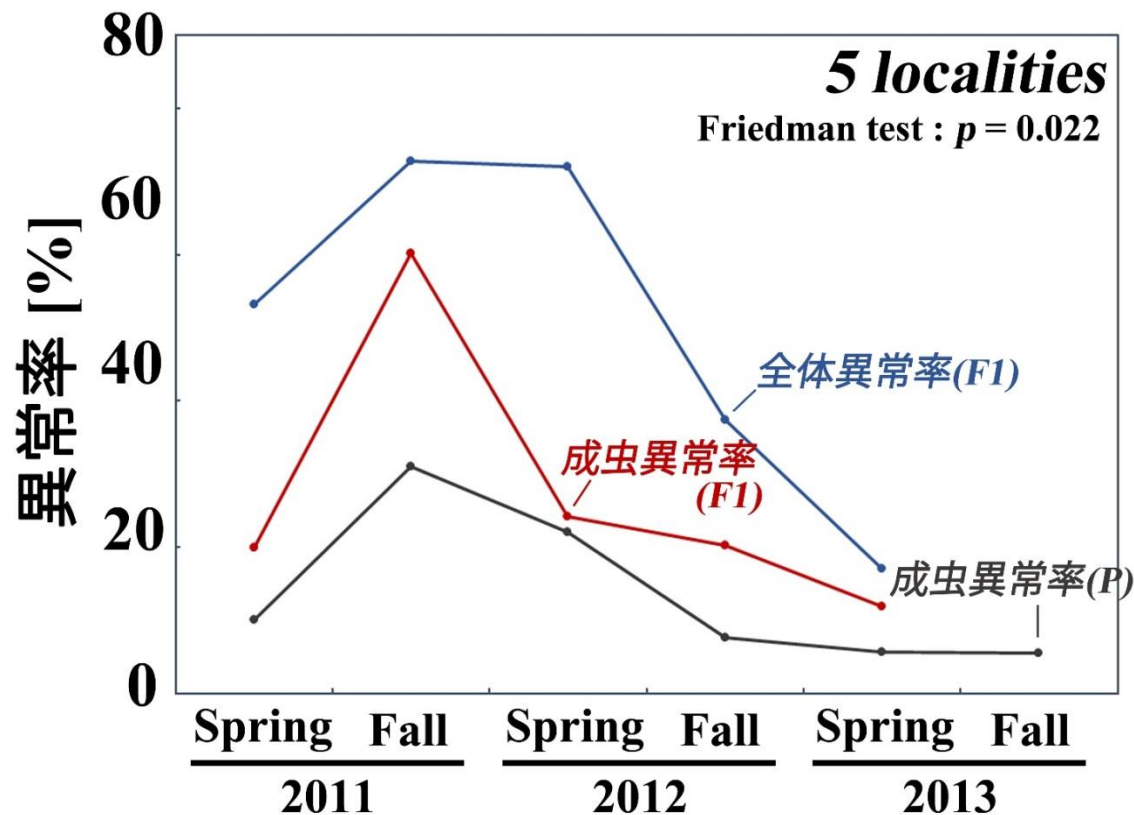 80
5 localities
Friedman test : p = 0.022
60
異常率 [%]
40
全体異常率(F1)
成虫異常率
(F1)
20
成虫異常率(P)
0
Spring Fall Spring Fall Spring Fall
2011 2012 2013